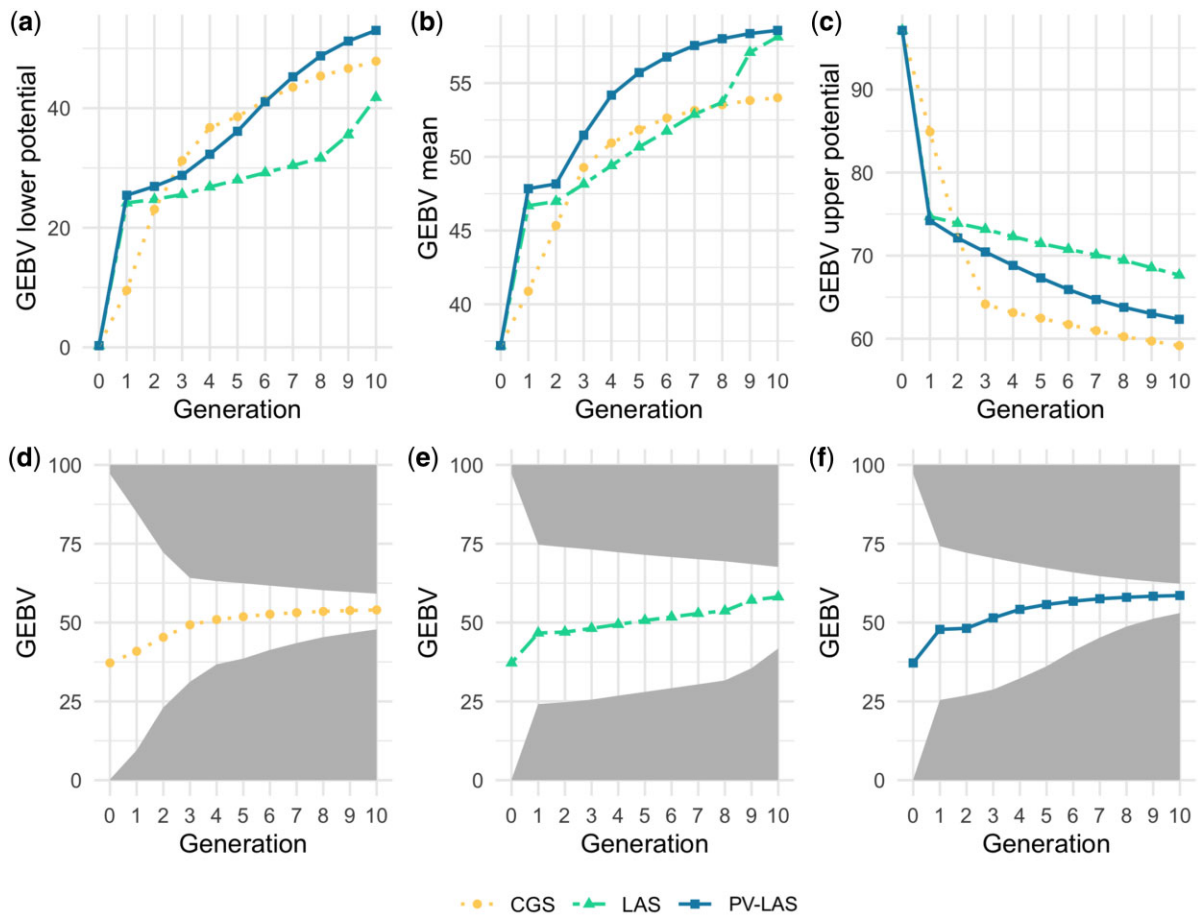 (a)
GEBV lower potential
40
20
0
0 1 2 3 4 5 6 7 8 9 10
Generation
(b)
GEBV mean
55
50
45
40
0 1 2 3 4 5 6 7 8 9 10
Generation
(c)
GEBV upper potential
90
80
70
60
0 1 2 3 4 5 6 7 8 9 10
Generation
(d)
GEBV
100
75
50
25
0
0 1 2 3 4 5 6 7 8 9 10
Generation
(e)
GEBV
100
75
50
25
0
0 1 2 3 4 5 6 7 8 9 10
Generation
(f)
GEBV
100
75
50
25
0
0 1 2 3 4 5 6 7 8 9 10
Generation
CGS LAS PV-LAS